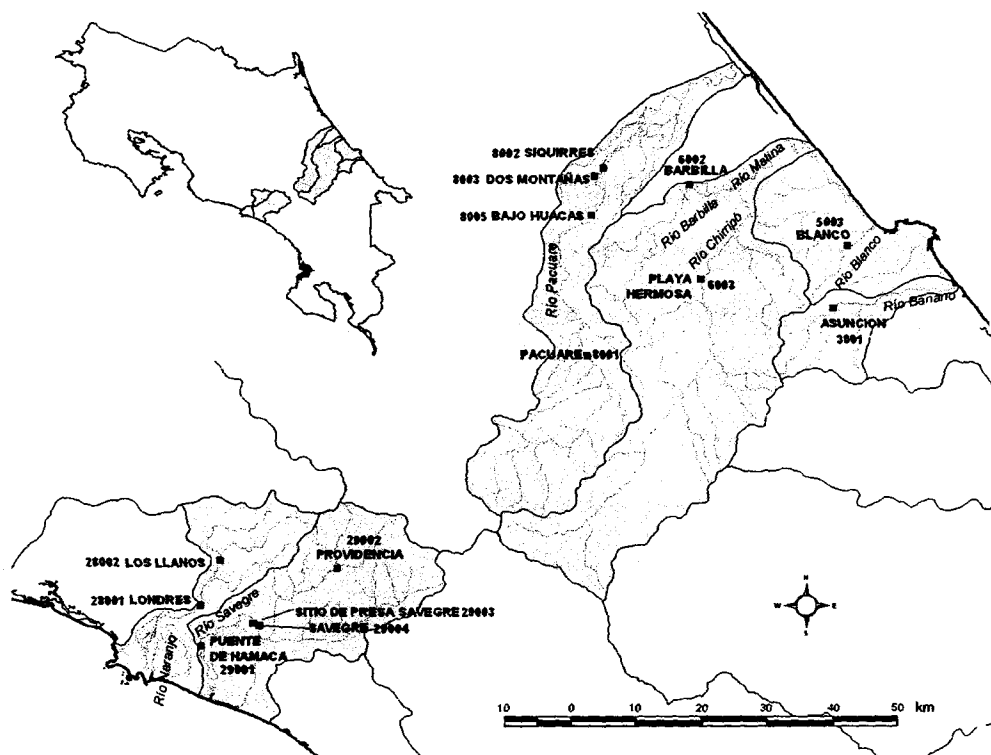 8002 SIQUIRRES
8003 DOS MONTAÑAS
8005 BAJO HUACAS
6002
BARBILLA
Río Matina
Río Barbilla
Río Chirripó
5003
BLANCO
Río Blanco
Río Pacuare
PLAYA
HERMOSA
6003
Río Banano
ASUNCION
3001
PACUARE 8001
29002
PROVIDENCIA
28002 LOS LLANOS
28001 LONDRES
Río Savegre
SITIO DE PRESA SAVEGRE 29003
SAVEGRE 29004
PUENTE
DE HAMACA
29001
Río Naranjo
N
W E
S
10 0 10 20 30 40 50 km